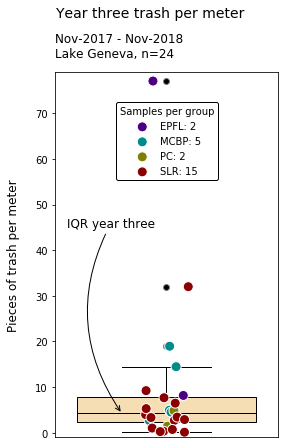 Year three trash per meter
Nov-2017 - Nov-2018
Lake Geneva, n=24
Pieces of trash per meter
70
60
50
40
30
20
10
0
Samples per group
EPFL: 2
MCBP: 5
PC: 2
SLR: 15
IQR year three